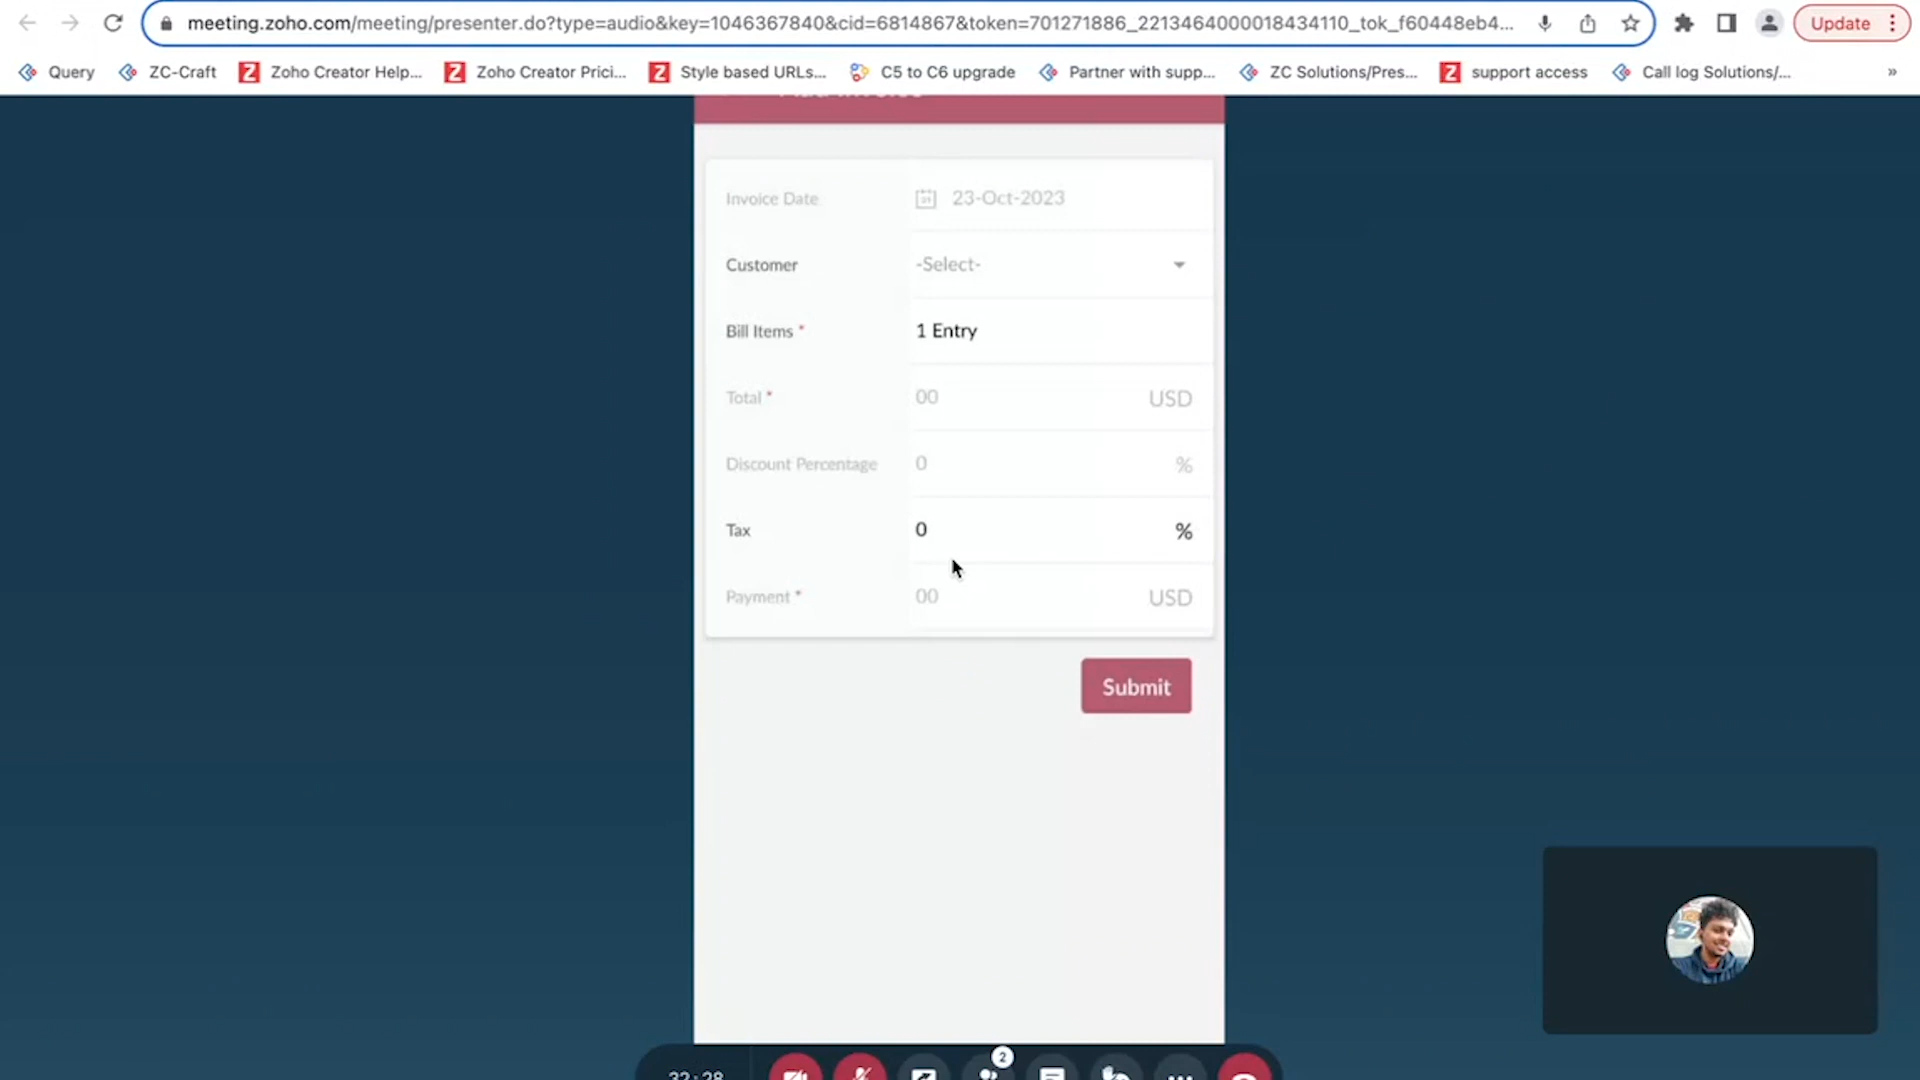 meeting.zoho.com/meeting/presenter.do?type=audio&key=1046367840&cid=6814867&token=701271886_2213464000018434110_tok_f60448eb4...
Update
Query
ZC-Craft
Zoho Creator Help...
Zoho Creator Prici...
Style based URLs...
C5 to C6 upgrade
Partner with supp...
ZC Solutions/Pres...
support access
Call log Solutions/...
»
Invoice Date 23-Oct-2023
Customer -Select-
Bill Items * 1 Entry
Total * 00 USD
Discount Percentage 0 %
Tax 0 %
Payment * 00 USD
Submit
2
32:28